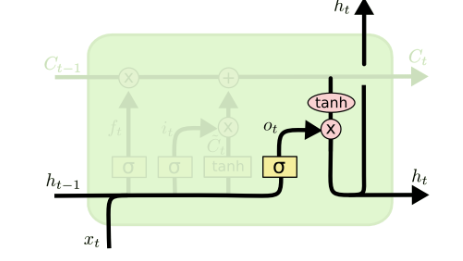 h_t
C_{t-1} × + C_t
tanh
f_t i_t × o_t ×
C̃_t
σ σ tanh σ
h_{t-1} h_t
x_t